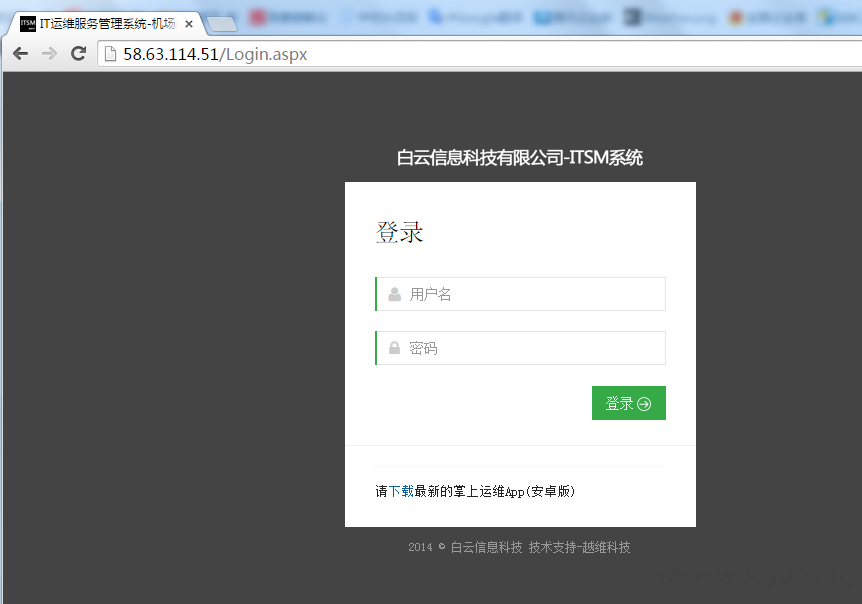 ITSM IT运维服务管理系统-机场
58.63.114.51/Login.aspx
白云信息科技有限公司-ITSM系统
登录
用户名
密码
登录
请下载最新的掌上运维App(安卓版)
2014 © 白云信息科技 技术支持-越维科技